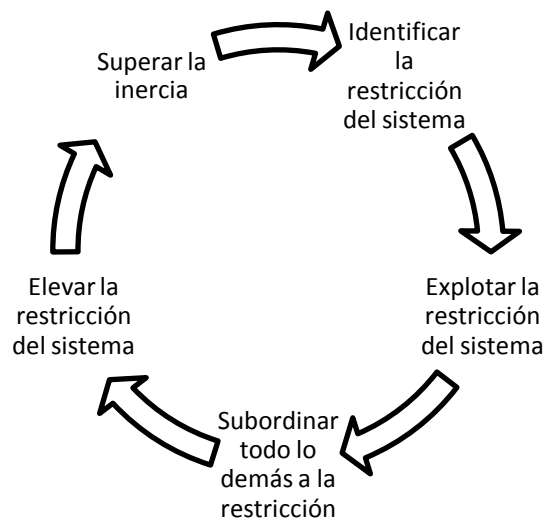 Identificar
la
restricción
del sistema
Explotar la
restricción
del sistema
Subordinar
todo lo
demás a la
restricción
Elevar la
restricción
del sistema
Superar la
inercia